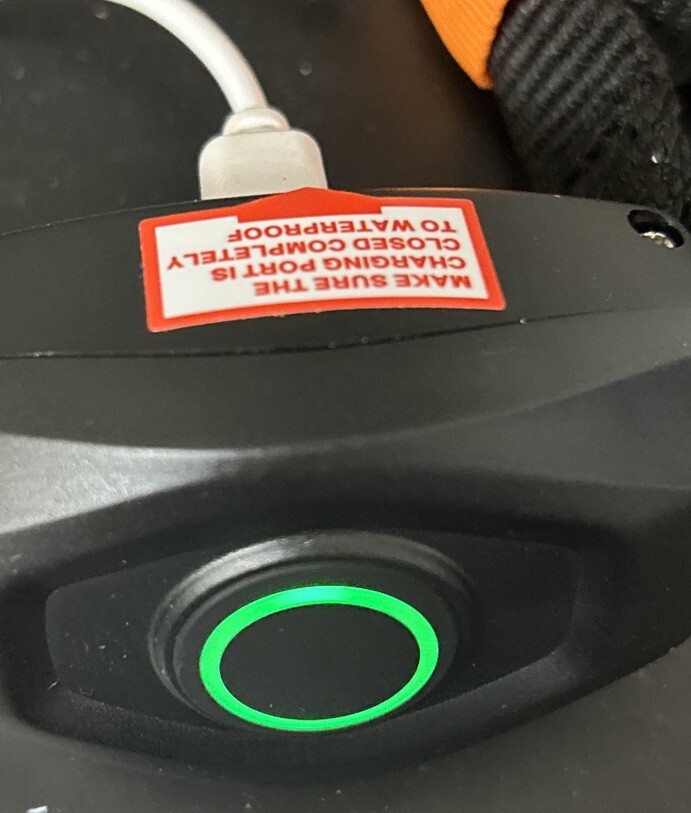 MAKE SURE THE
CHARGING PORT IS
CLOSED COMPLETELY
TO WATERPROOF